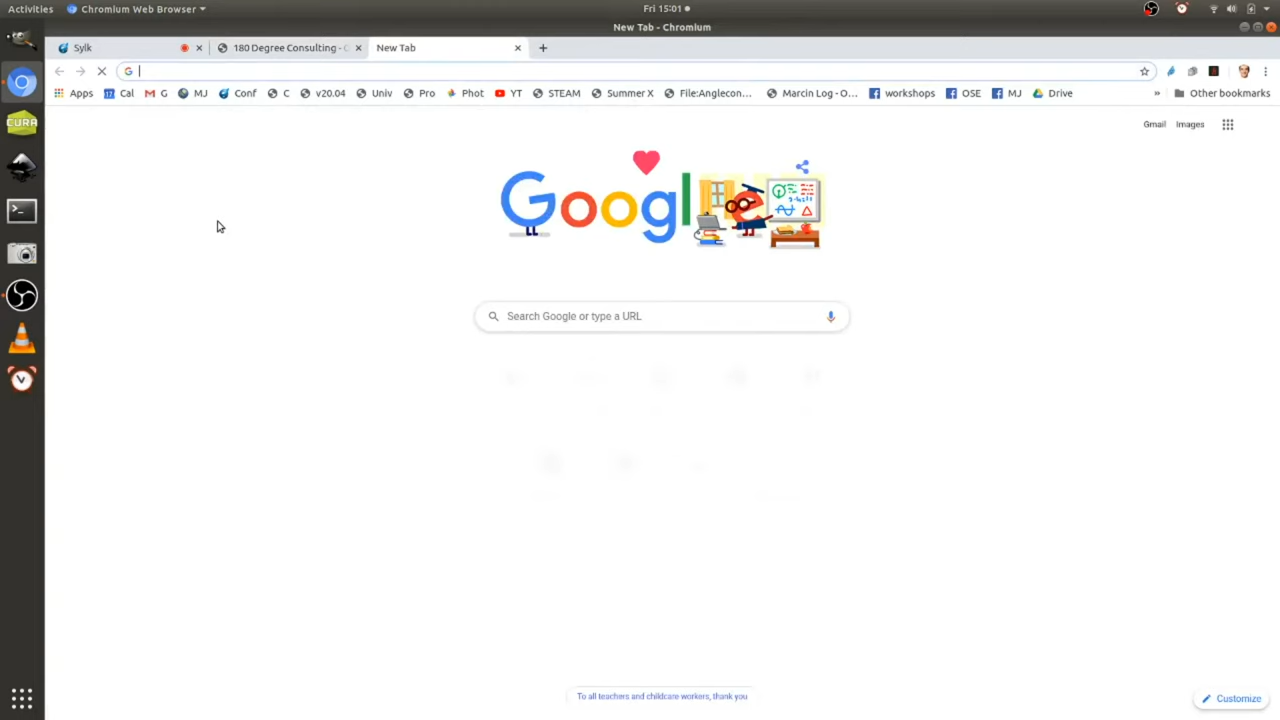 Activities Chromium Web Browser Fri 15:01
New Tab - Chromium
Sylk 180 Degree Consulting - New Tab
Apps Cal G MJ Conf C v20.04 Univ Pro Phot YT STEAM Summer X File:Anglecon... Marcin Log - O... workshops OSE MJ Drive » Other bookmarks
Gmail Images
Google
CURA
Search Google or type a URL
To all teachers and childcare workers, thank you
Customize